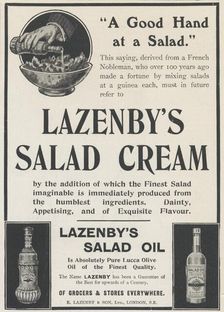 "A Good Hand
at a Salad."
This saying, derived from a French
Nobleman, who over 100 years ago
made a fortune by mixing salads
at a guinea each, must in future
refer to
LAZENBY'S
SALAD CREAM
by the addition of which the Finest Salad
imaginable is immediately produced from
the humblest ingredients. Dainty,
Appetising, and of Exquisite Flavour.
LAZENBY'S
SALAD OIL
Is Absolutely Pure Lucca Olive
Oil of the Finest Quality.
The Name LAZENBY has been a Guarantee of
the Best for upwards of a Century.
OF GROCERS & STORES EVERYWHERE.
E. LAZENBY & SON, LTD., LONDON, S.E.